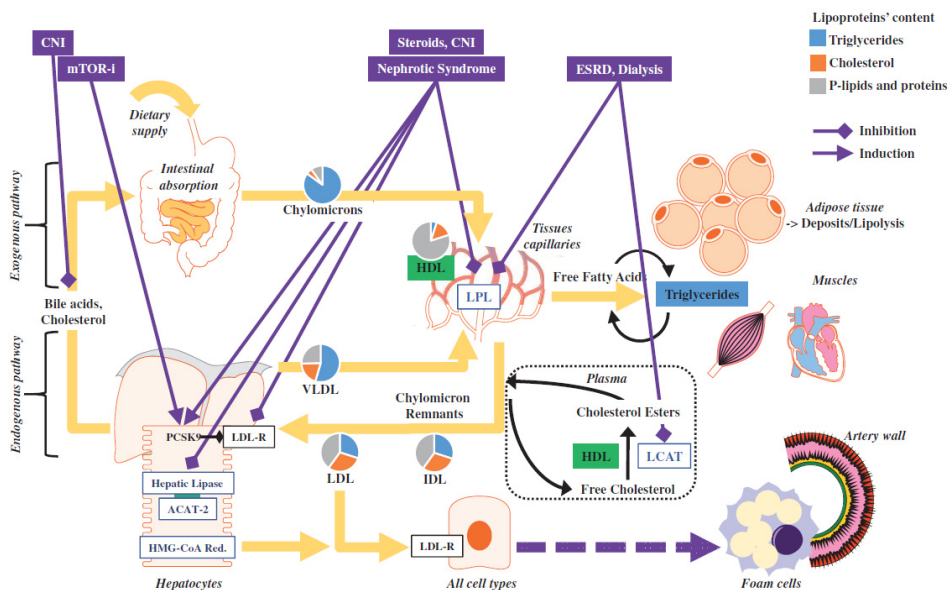 CNI
mTOR-I
Steroids, CNI
Nephrotic Syndrome
ESRD, Dialysis
Lipoproteins' content
Triglycerides
Cholesterol
P-lipids and proteins
Inhibition
Induction
Dietary
supply
Intestinal
absorption
Exogenous pathway
Chylomicrons
HDL
Tissues
capillaries
LPL
Free Fatty Acids
Triglycerides
Adipose tissue
-> Deposits/Lipolysis
Muscles
Bile acids,
Cholesterol
Endogenous pathway
VLDL
Chylomicron
Remnants
PCSK9
LDL-R
Hepatic Lipase
ACAT-2
HMG-CoA Red.
LDL
IDL
Plasma
Cholesterol Esters
HDL
LCAT
Free Cholesterol
Artery wall
LDL-R
Hepatocytes
All cell types
Foam cells